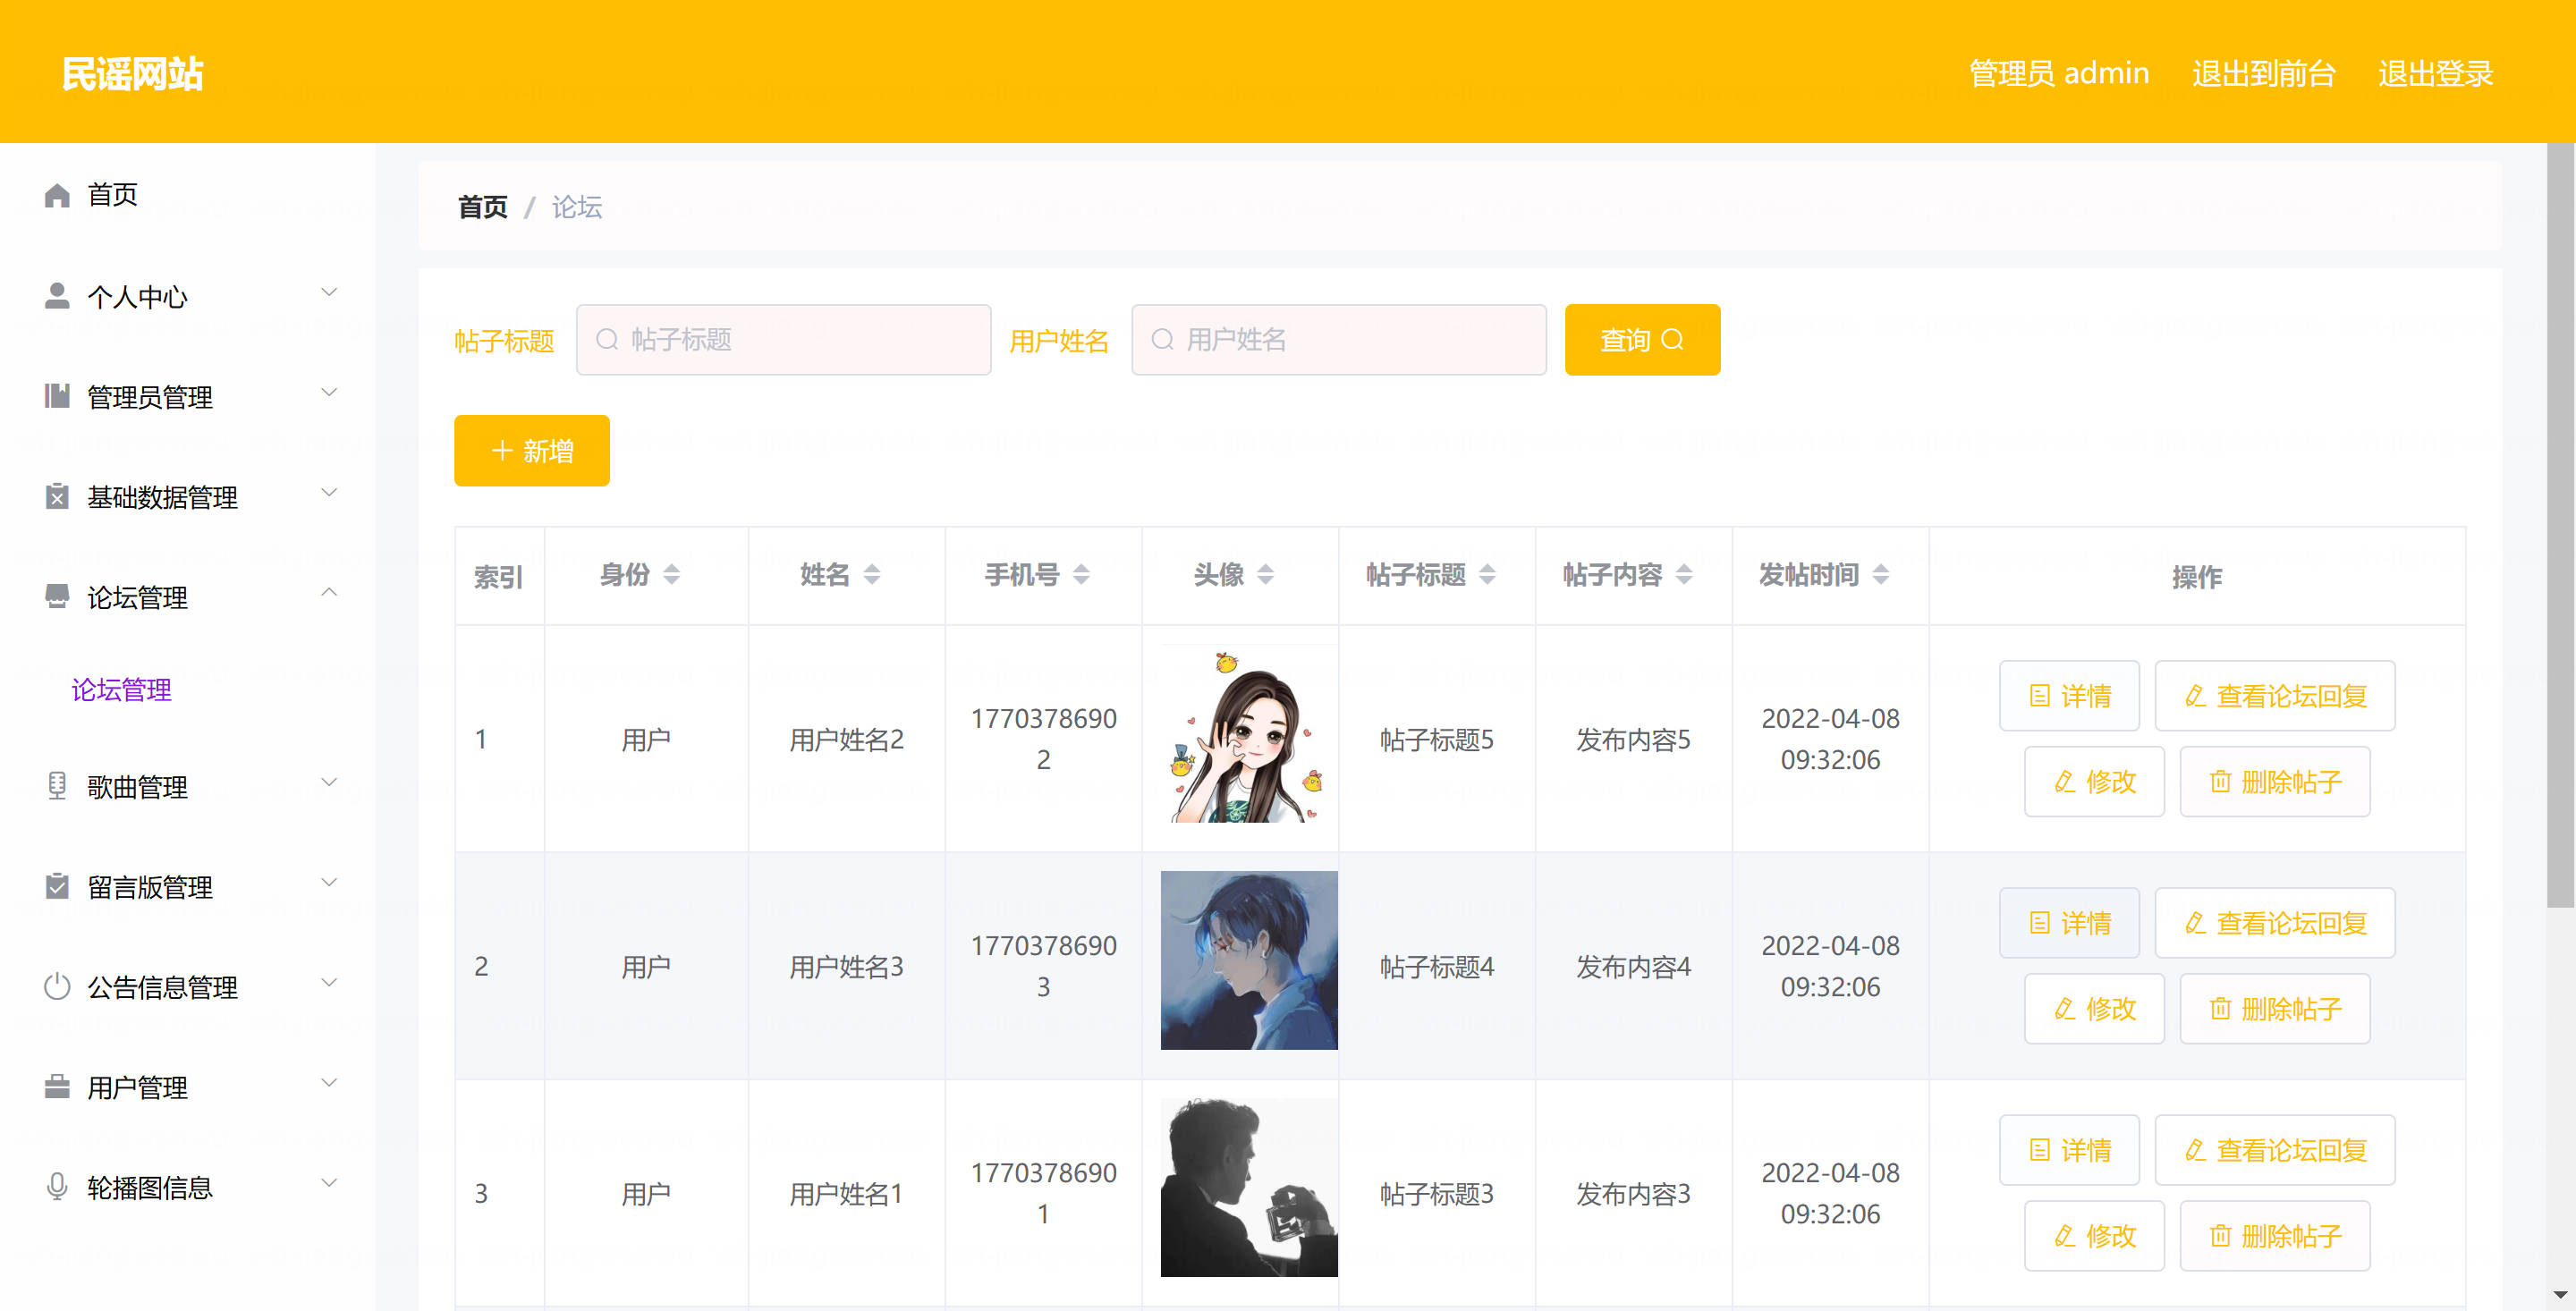 民谣网站
管理员 admin 退出到前台 退出登录
首页
个人中心
管理员管理
基础数据管理
论坛管理
论坛管理
歌曲管理
留言版管理
公告信息管理
用户管理
轮播图信息
首页 / 论坛
帖子标题 帖子标题 用户姓名 用户姓名 查询
新增
索引 身份 姓名 手机号 头像 帖子标题 帖子内容 发帖时间 操作
1 用户 用户姓名2 1770378690
2 帖子标题5 发布内容5 2022-04-08
09:32:06 详情 查看论坛回复
修改 删除帖子
2 用户 用户姓名3 1770378690
3 帖子标题4 发布内容4 2022-04-08
09:32:06 详情 查看论坛回复
修改 删除帖子
3 用户 用户姓名1 1770378690
1 帖子标题3 发布内容3 2022-04-08
09:32:06 详情 查看论坛回复
修改 删除帖子